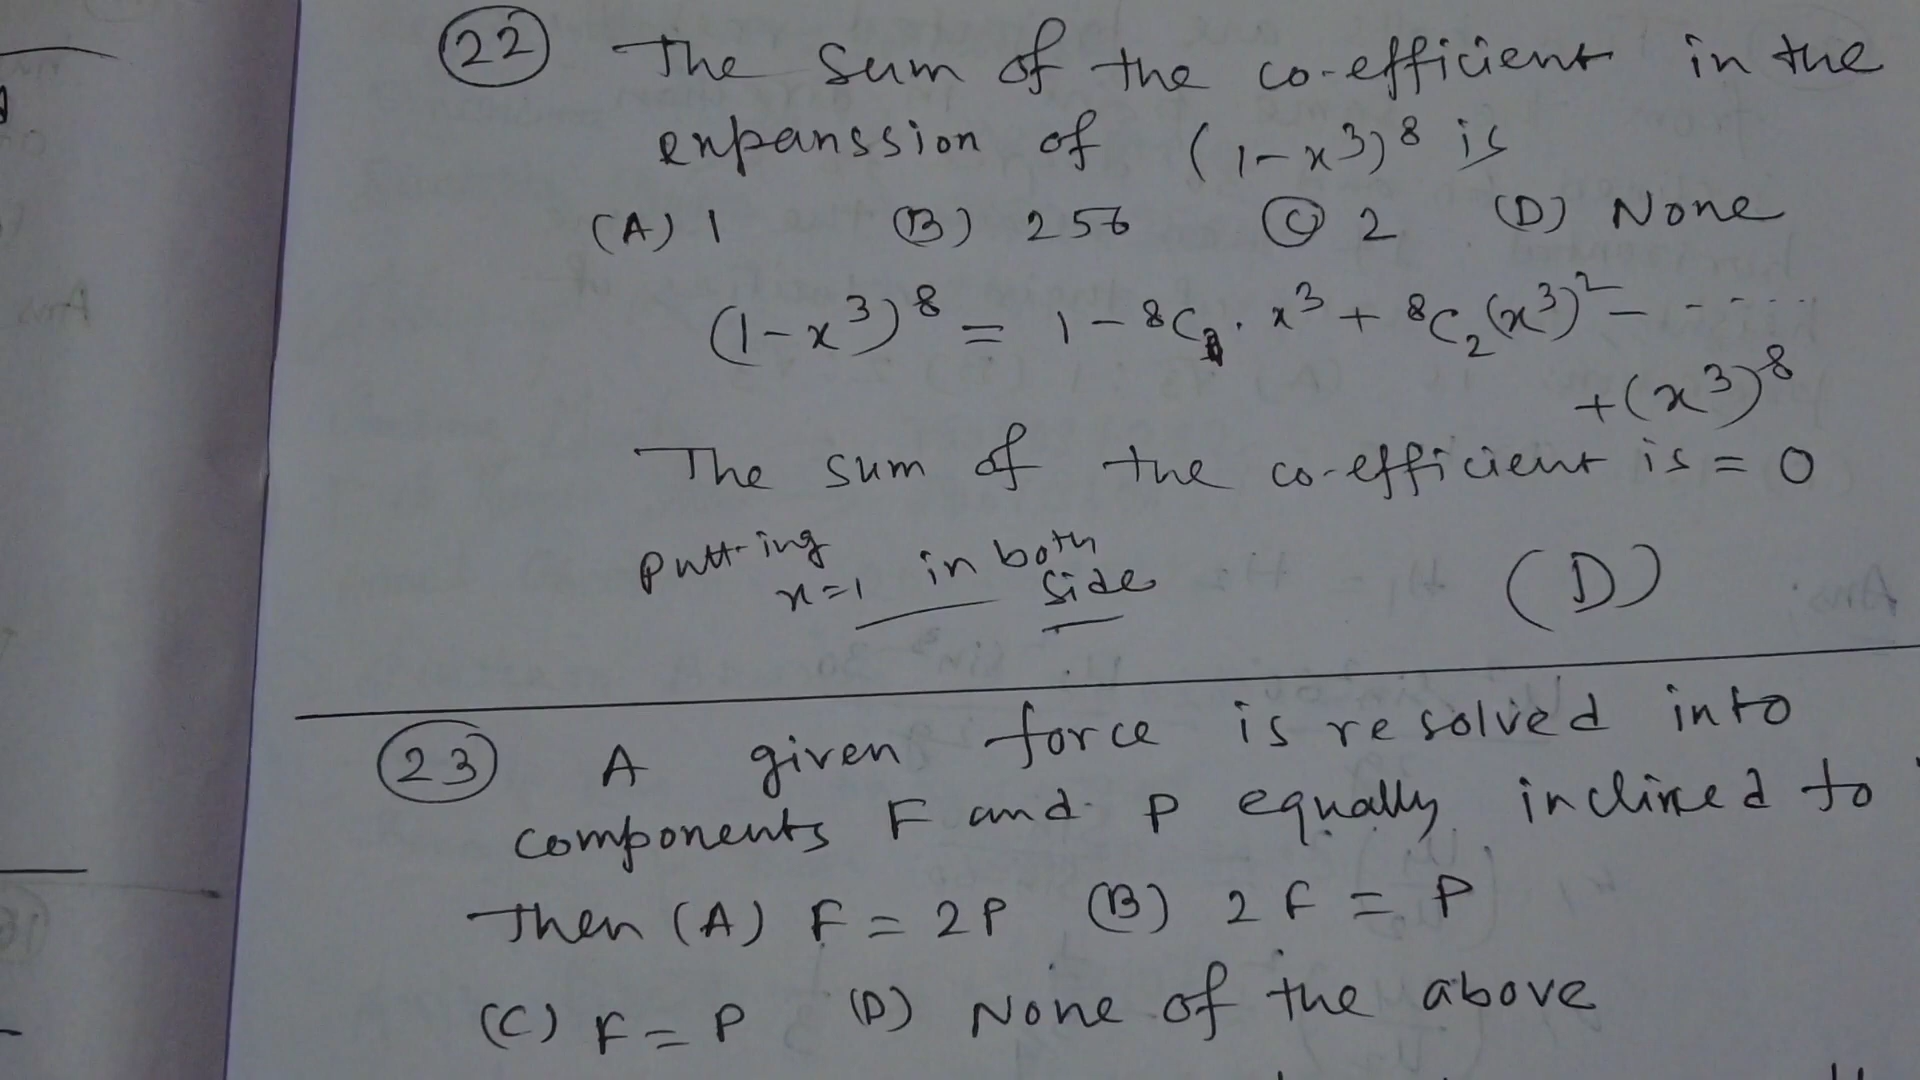 (22) The sum of the co-efficient in the
expanssion of (1-x³)⁸ is
(A) 1 (B) 256 (C) 2 (D) None
(1-x³)⁸ = 1 - ⁸C₁. x³ + ⁸C₂(x³)² - - - - ..
+(x³)⁸
The sum of the co-efficient is = 0
putting
x=1 in both
side
(D)
(23) A given force is resolved into
components F and P equally inclined to
Then (A) F = 2P (B) 2F = P
(C) F = P (D) None of the above